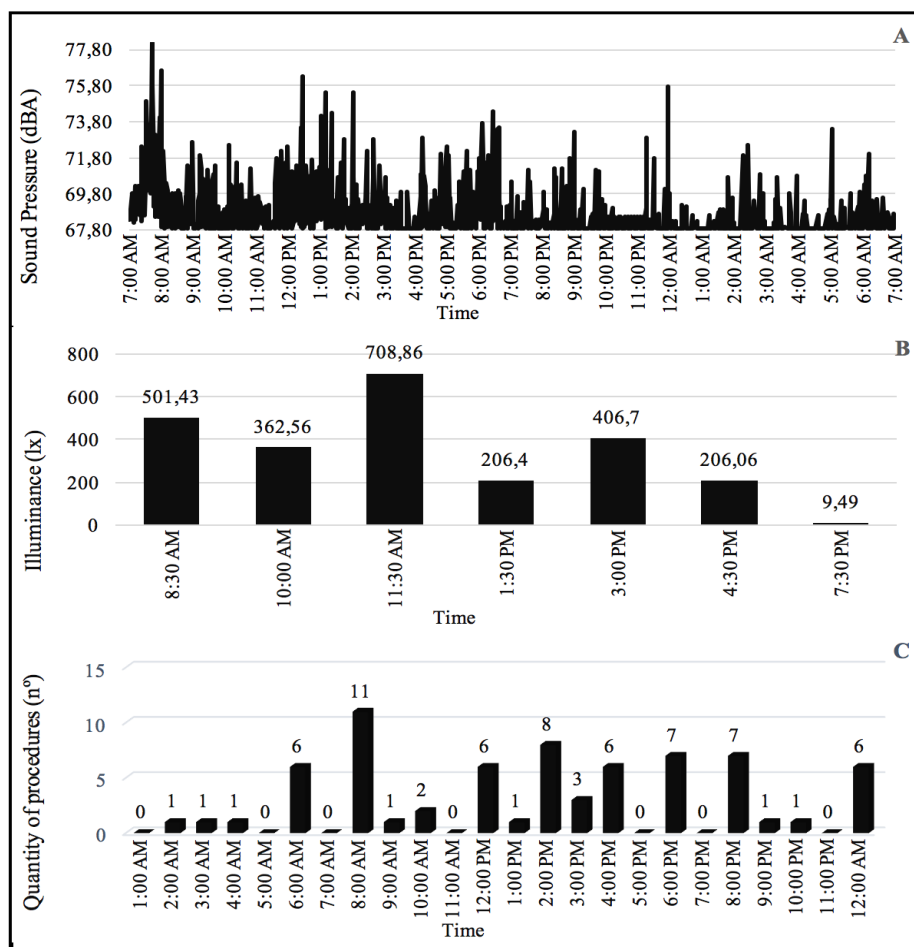 A
Sound Pressure (dBA)
77,80
75,80
73,80
71,80
69,80
67,80
7:00 AM
8:00 AM
9:00 AM
10:00 AM
11:00 AM
12:00 PM
1:00 PM
2:00 PM
3:00 PM
4:00 PM
5:00 PM
6:00 PM
7:00 PM
8:00 PM
9:00 PM
10:00 PM
11:00 PM
12:00 AM
1:00 AM
2:00 AM
3:00 AM
4:00 AM
5:00 AM
6:00 AM
7:00 AM
Time
B
Illuminance (lx)
800
600
400
200
0
501,43
362,56
708,86
206,4
406,7
206,06
9,49
8:30 AM
10:00 AM
11:30 AM
1:30 PM
3:00 PM
4:30 PM
7:30 PM
Time
C
Quantity of procedures (nº)
15
10
5
0
0
1
1
1
0
6
0
11
1
2
0
6
1
8
3
6
0
7
0
7
1
1
0
6
1:00 AM
2:00 AM
3:00 AM
4:00 AM
5:00 AM
6:00 AM
7:00 AM
8:00 AM
9:00 AM
10:00 AM
11:00 AM
12:00 PM
1:00 PM
2:00 PM
3:00 PM
4:00 PM
5:00 PM
6:00 PM
7:00 PM
8:00 PM
9:00 PM
10:00 PM
11:00 PM
12:00 AM
Time